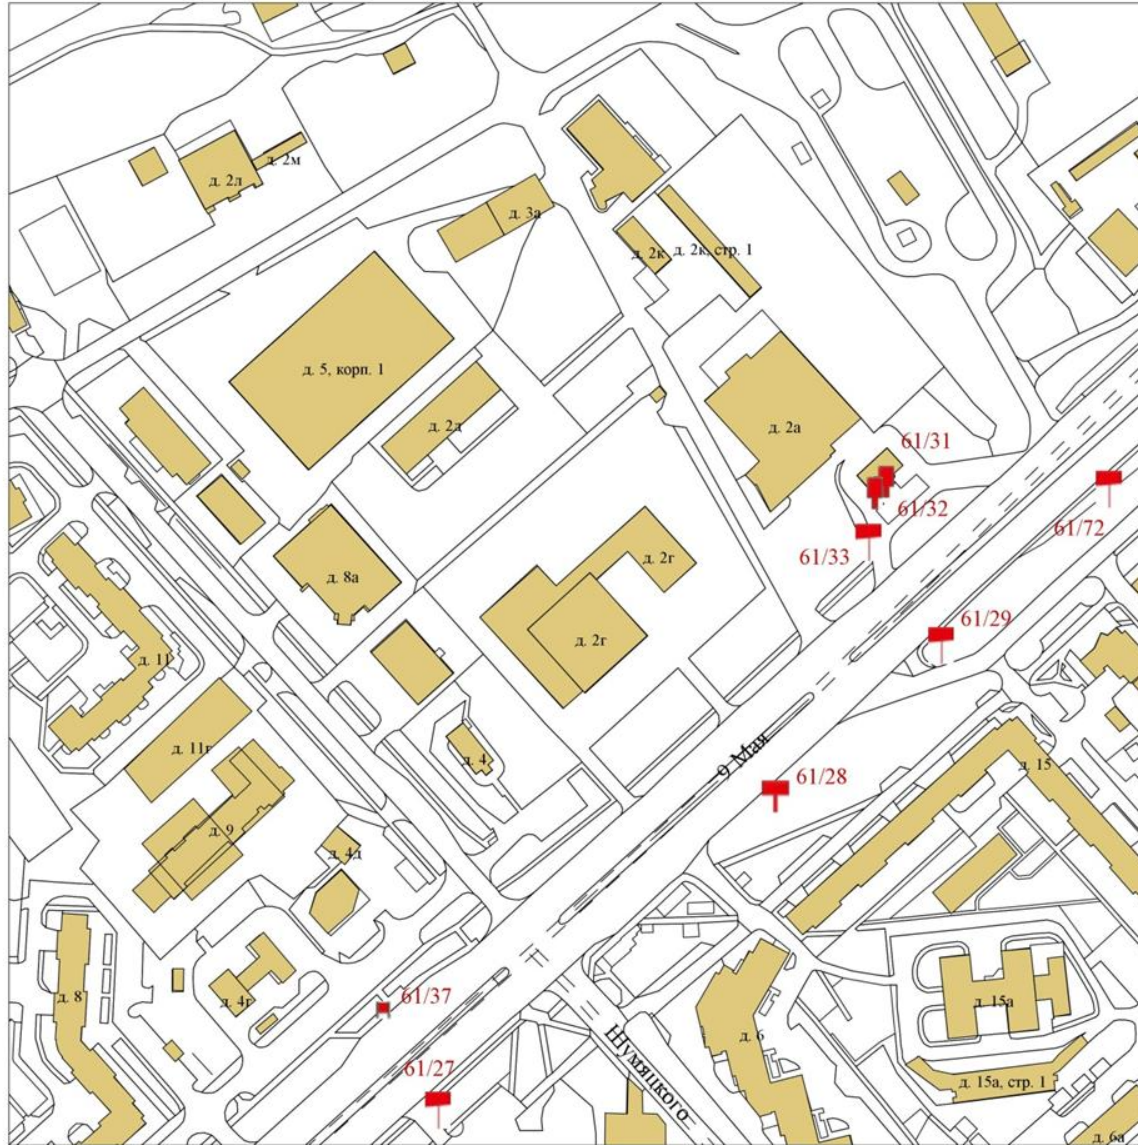 д. 2м
д. 2л
д. 3а
д. 2к
д. 2к, стр. 1
д. 5, корп. 1
д. 2д
д. 2а
61/31
61/32
61/72
61/33
д. 2г
д. 8а
61/29
д. 2г
д. 11
д. 11г
д. 4
9 Мая
61/28
д. 15
д. 9
д. 4д
д. 8
д. 4г
61/37
д. 15а
д. 6
Шумяцкого
61/27
д. 15а, стр. 1
д. 6а